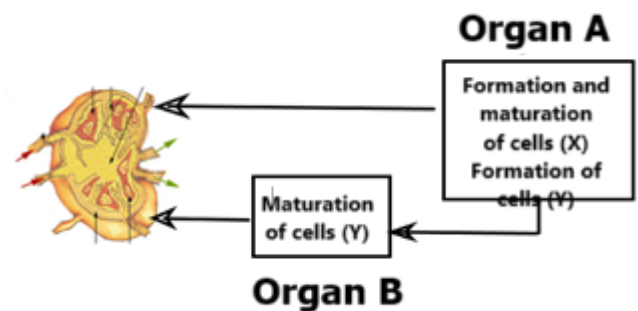 Organ A
Formation and
maturation
of cells (X)
Formation of
cells (Y)
Maturation
of cells (Y)
Organ B